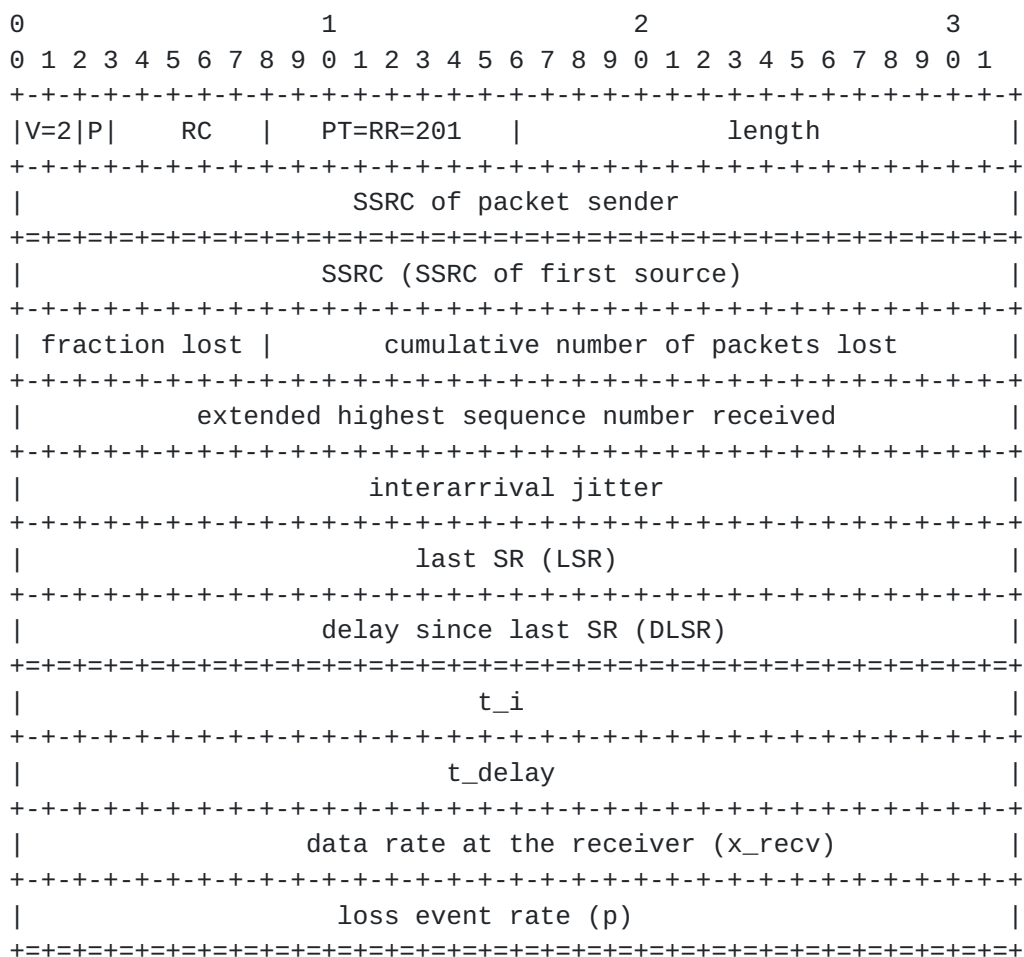 0                   1                   2                   3
0 1 2 3 4 5 6 7 8 9 0 1 2 3 4 5 6 7 8 9 0 1 2 3 4 5 6 7 8 9 0 1
+-+-+-+-+-+-+-+-+-+-+-+-+-+-+-+-+-+-+-+-+-+-+-+-+-+-+-+-+-+-+-+-+
|V=2|P|    RC   |   PT=RR=201   |             length            |
+-+-+-+-+-+-+-+-+-+-+-+-+-+-+-+-+-+-+-+-+-+-+-+-+-+-+-+-+-+-+-+-+
|                     SSRC of packet sender                     |
+=+=+=+=+=+=+=+=+=+=+=+=+=+=+=+=+=+=+=+=+=+=+=+=+=+=+=+=+=+=+=+=+
|                   SSRC (SSRC of first source)                 |
+-+-+-+-+-+-+-+-+-+-+-+-+-+-+-+-+-+-+-+-+-+-+-+-+-+-+-+-+-+-+-+-+
| fraction lost |       cumulative number of packets lost       |
+-+-+-+-+-+-+-+-+-+-+-+-+-+-+-+-+-+-+-+-+-+-+-+-+-+-+-+-+-+-+-+-+
|           extended highest sequence number received           |
+-+-+-+-+-+-+-+-+-+-+-+-+-+-+-+-+-+-+-+-+-+-+-+-+-+-+-+-+-+-+-+-+
|                      interarrival jitter                      |
+-+-+-+-+-+-+-+-+-+-+-+-+-+-+-+-+-+-+-+-+-+-+-+-+-+-+-+-+-+-+-+-+
|                         last SR (LSR)                         |
+-+-+-+-+-+-+-+-+-+-+-+-+-+-+-+-+-+-+-+-+-+-+-+-+-+-+-+-+-+-+-+-+
|                   delay since last SR (DLSR)                  |
+=+=+=+=+=+=+=+=+=+=+=+=+=+=+=+=+=+=+=+=+=+=+=+=+=+=+=+=+=+=+=+=+
|                             t_i                               |
+-+-+-+-+-+-+-+-+-+-+-+-+-+-+-+-+-+-+-+-+-+-+-+-+-+-+-+-+-+-+-+-+
|                           t_delay                             |
+-+-+-+-+-+-+-+-+-+-+-+-+-+-+-+-+-+-+-+-+-+-+-+-+-+-+-+-+-+-+-+-+
|                  data rate at the receiver (x_recv)           |
+-+-+-+-+-+-+-+-+-+-+-+-+-+-+-+-+-+-+-+-+-+-+-+-+-+-+-+-+-+-+-+-+
|                    loss event rate (p)                        |
+=+=+=+=+=+=+=+=+=+=+=+=+=+=+=+=+=+=+=+=+=+=+=+=+=+=+=+=+=+=+=+=+